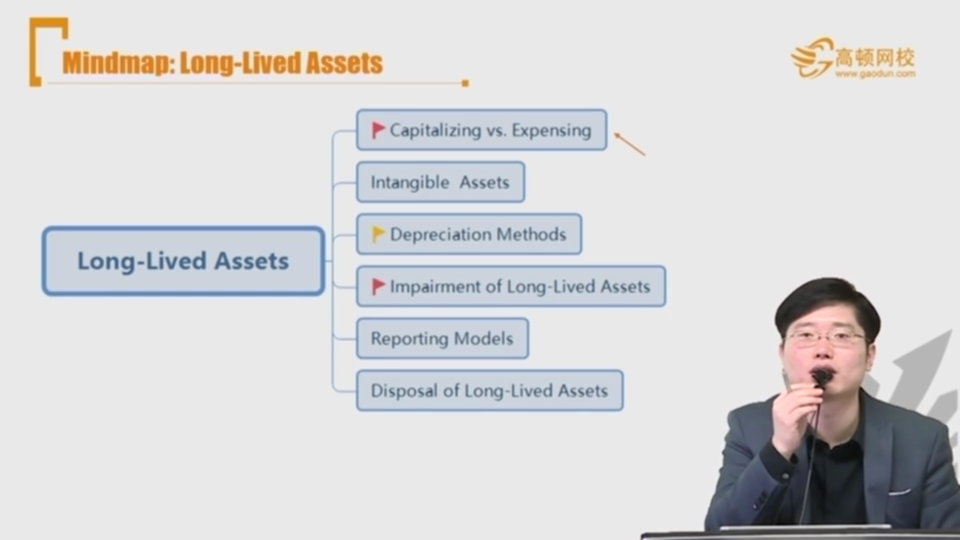 Mindmap: Long-Lived Assets
高顿网校
www.gaodun.com
Capitalizing vs. Expensing
Intangible Assets
Depreciation Methods
Long-Lived Assets
Impairment of Long-Lived Assets
Reporting Models
Disposal of Long-Lived Assets